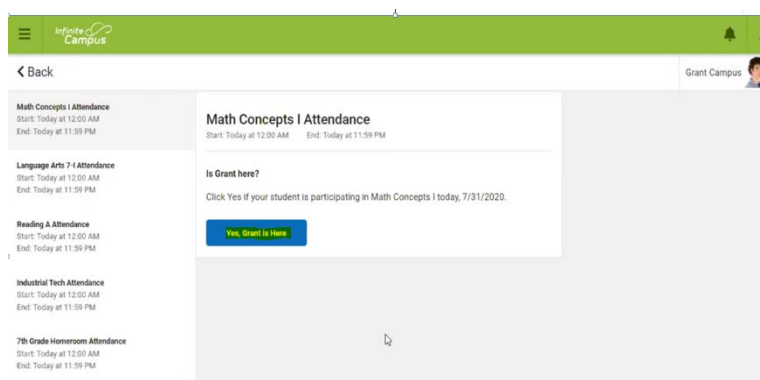 Infinite
Campus
Back
Grant Campus
Math Concepts I Attendance
Start: Today at 12:00 AM
End: Today at 11:59 PM
Language Arts 7-I Attendance
Start: Today at 12:00 AM
End: Today at 11:59 PM
Reading A Attendance
Start: Today at 12:00 AM
End: Today at 11:59 PM
Industrial Tech Attendance
Start: Today at 12:00 AM
End: Today at 11:59 PM
7th Grade Homeroom Attendance
Start: Today at 12:00 AM
End: Today at 11:59 PM
Math Concepts I Attendance
Start: Today at 12:00 AM End: Today at 11:59 PM
Is Grant here?
Click Yes if your student is participating in Math Concepts I today, 7/31/2020.
Yes, Grant is Here